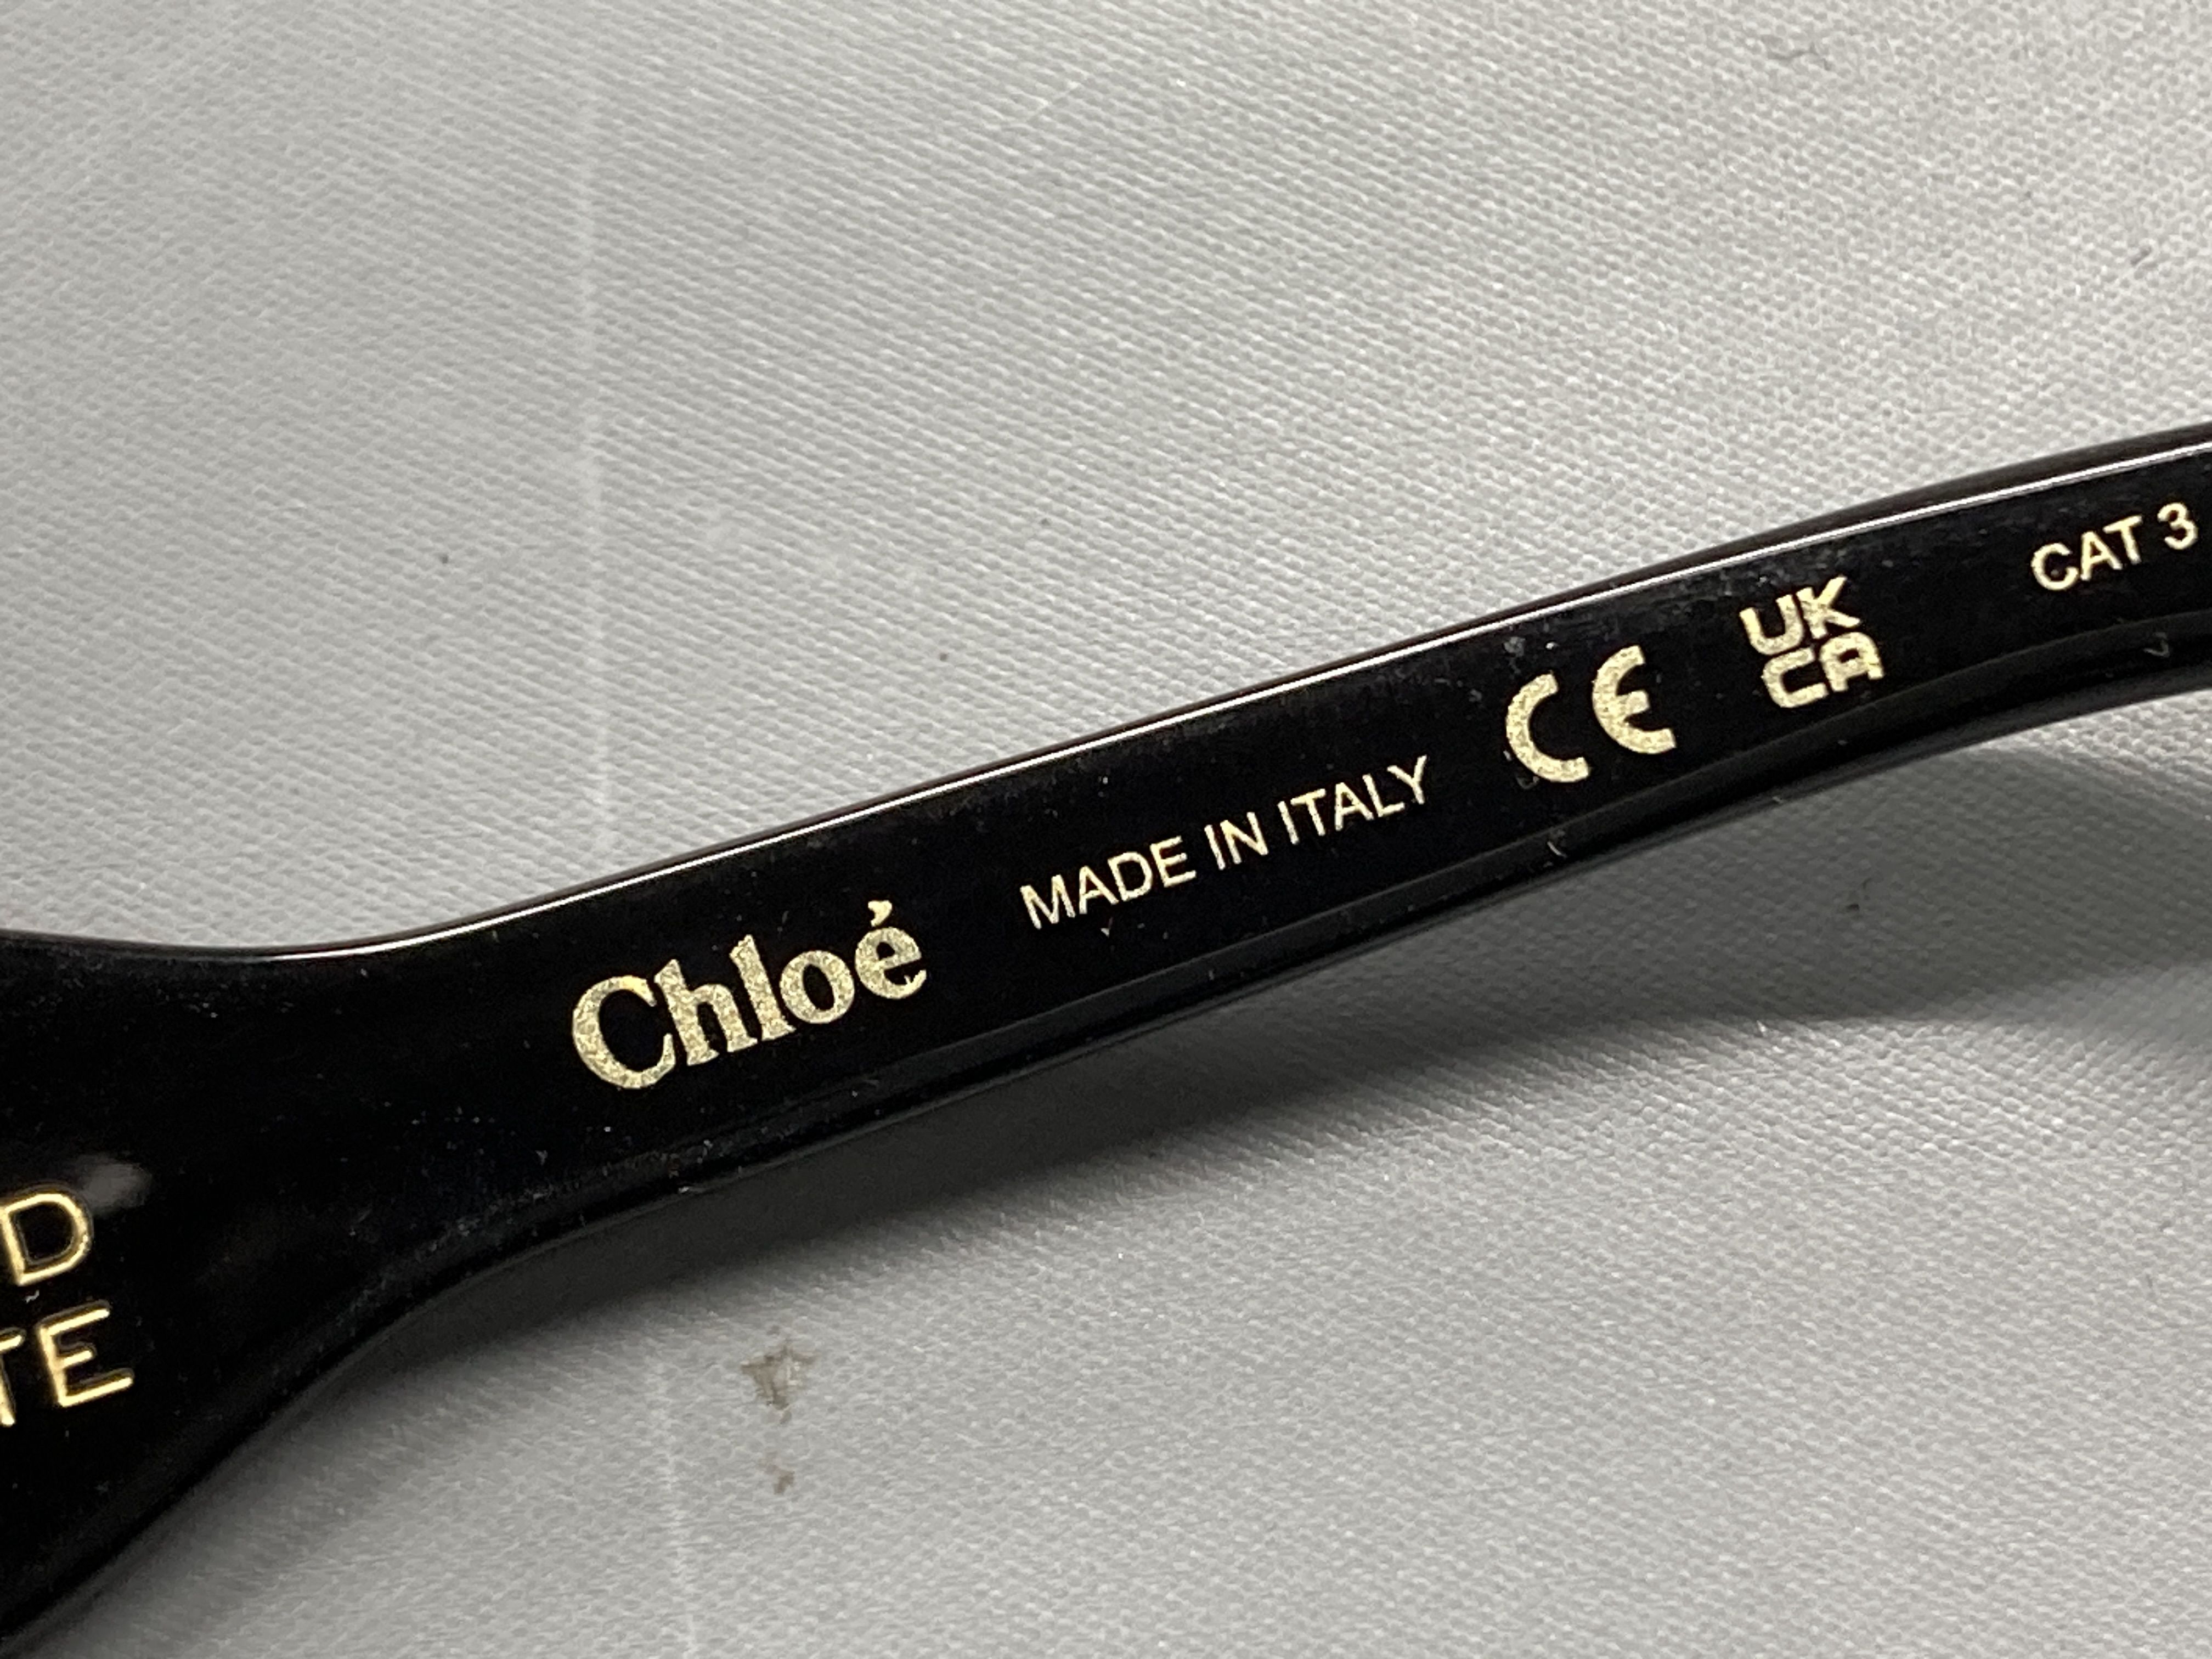 Chloé MADE IN ITALY CE UK CA CAT 3
D
TE